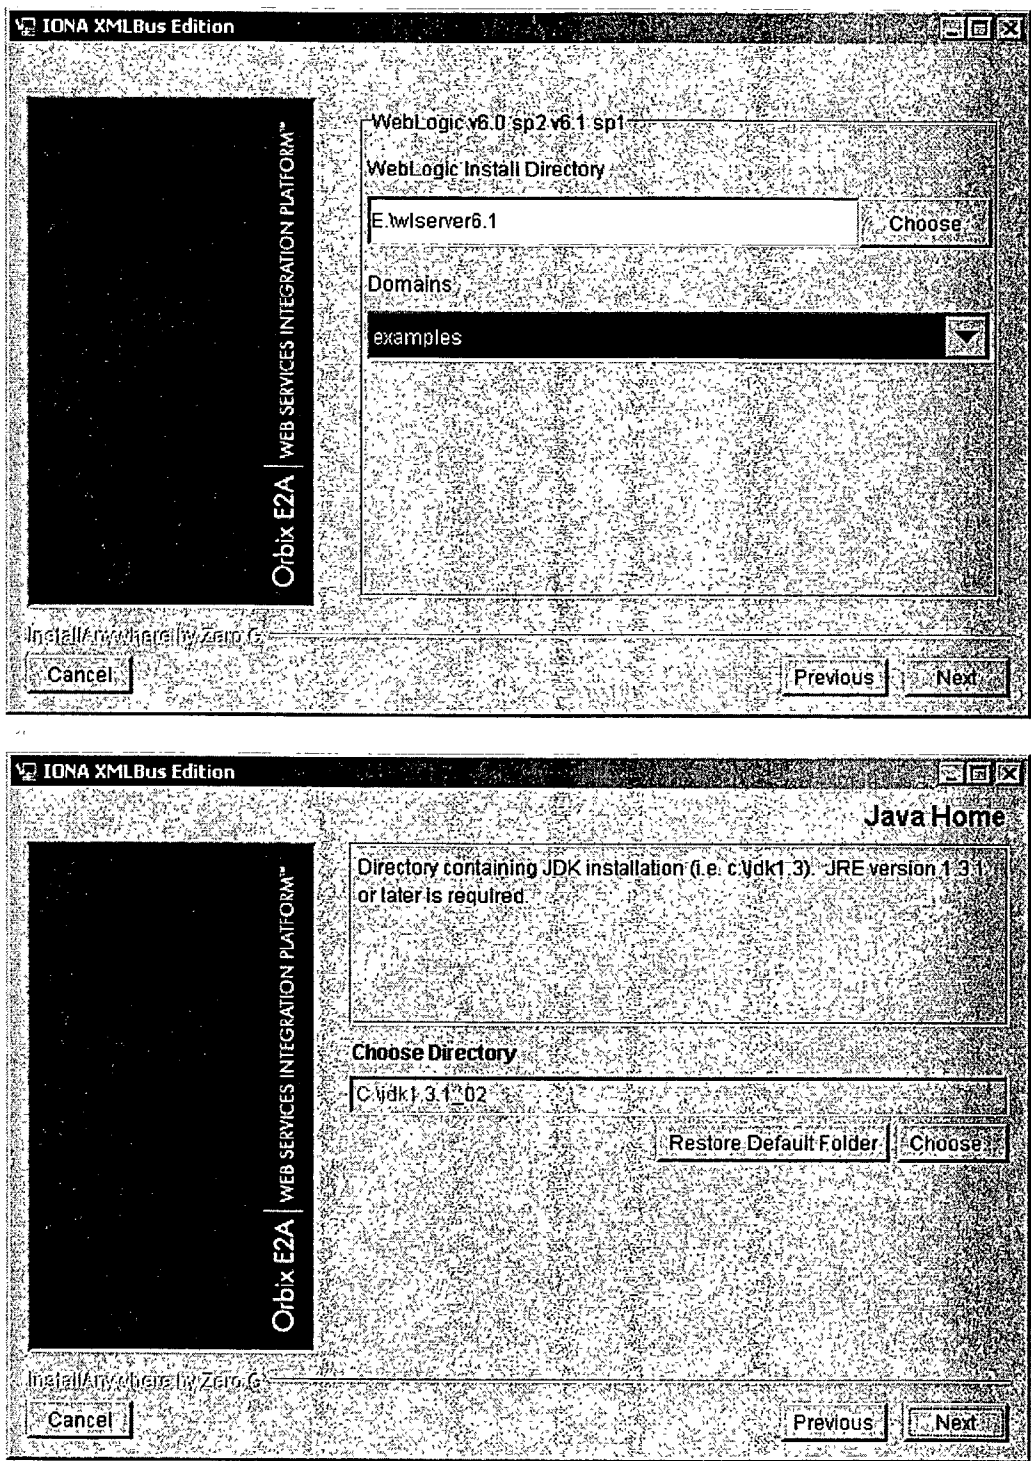 IONA XMLBus Edition
WebLogic v6.0 sp2 v6.1 sp1
WebLogic Install Directory
E:\wlserver6.1
Choose
Domains
examples
Orbix E2A | WEB SERVICES INTEGRATION PLATFORM™
InstallAnywhere by Zero G
Cancel
Previous
Next
IONA XMLBus Edition
Java Home
Directory containing JDK installation (i.e. c:\jdk1.3). JRE version 1.3.1
or later is required.
Choose Directory
C:\jdk1.3.1_02
Restore Default Folder
Choose
Orbix E2A | WEB SERVICES INTEGRATION PLATFORM™
InstallAnywhere by Zero G
Cancel
Previous
Next